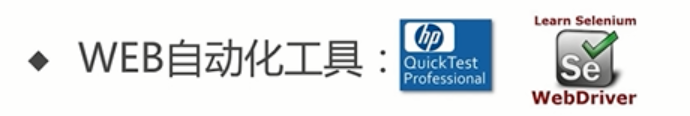 ◆ WEB自动化工具：
hp
QuickTest
Professional
Learn Selenium
Se
WebDriver